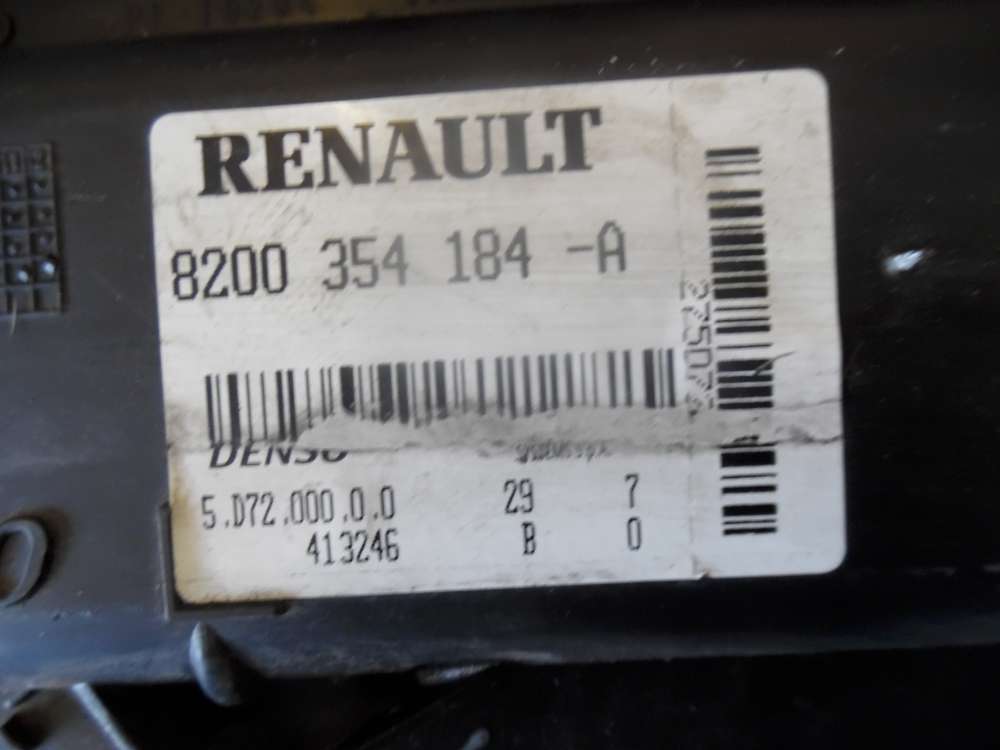 RENAULT
8200 354 184 -A
DENSO
5.D72.000.0.0 29 7
413246 B 0